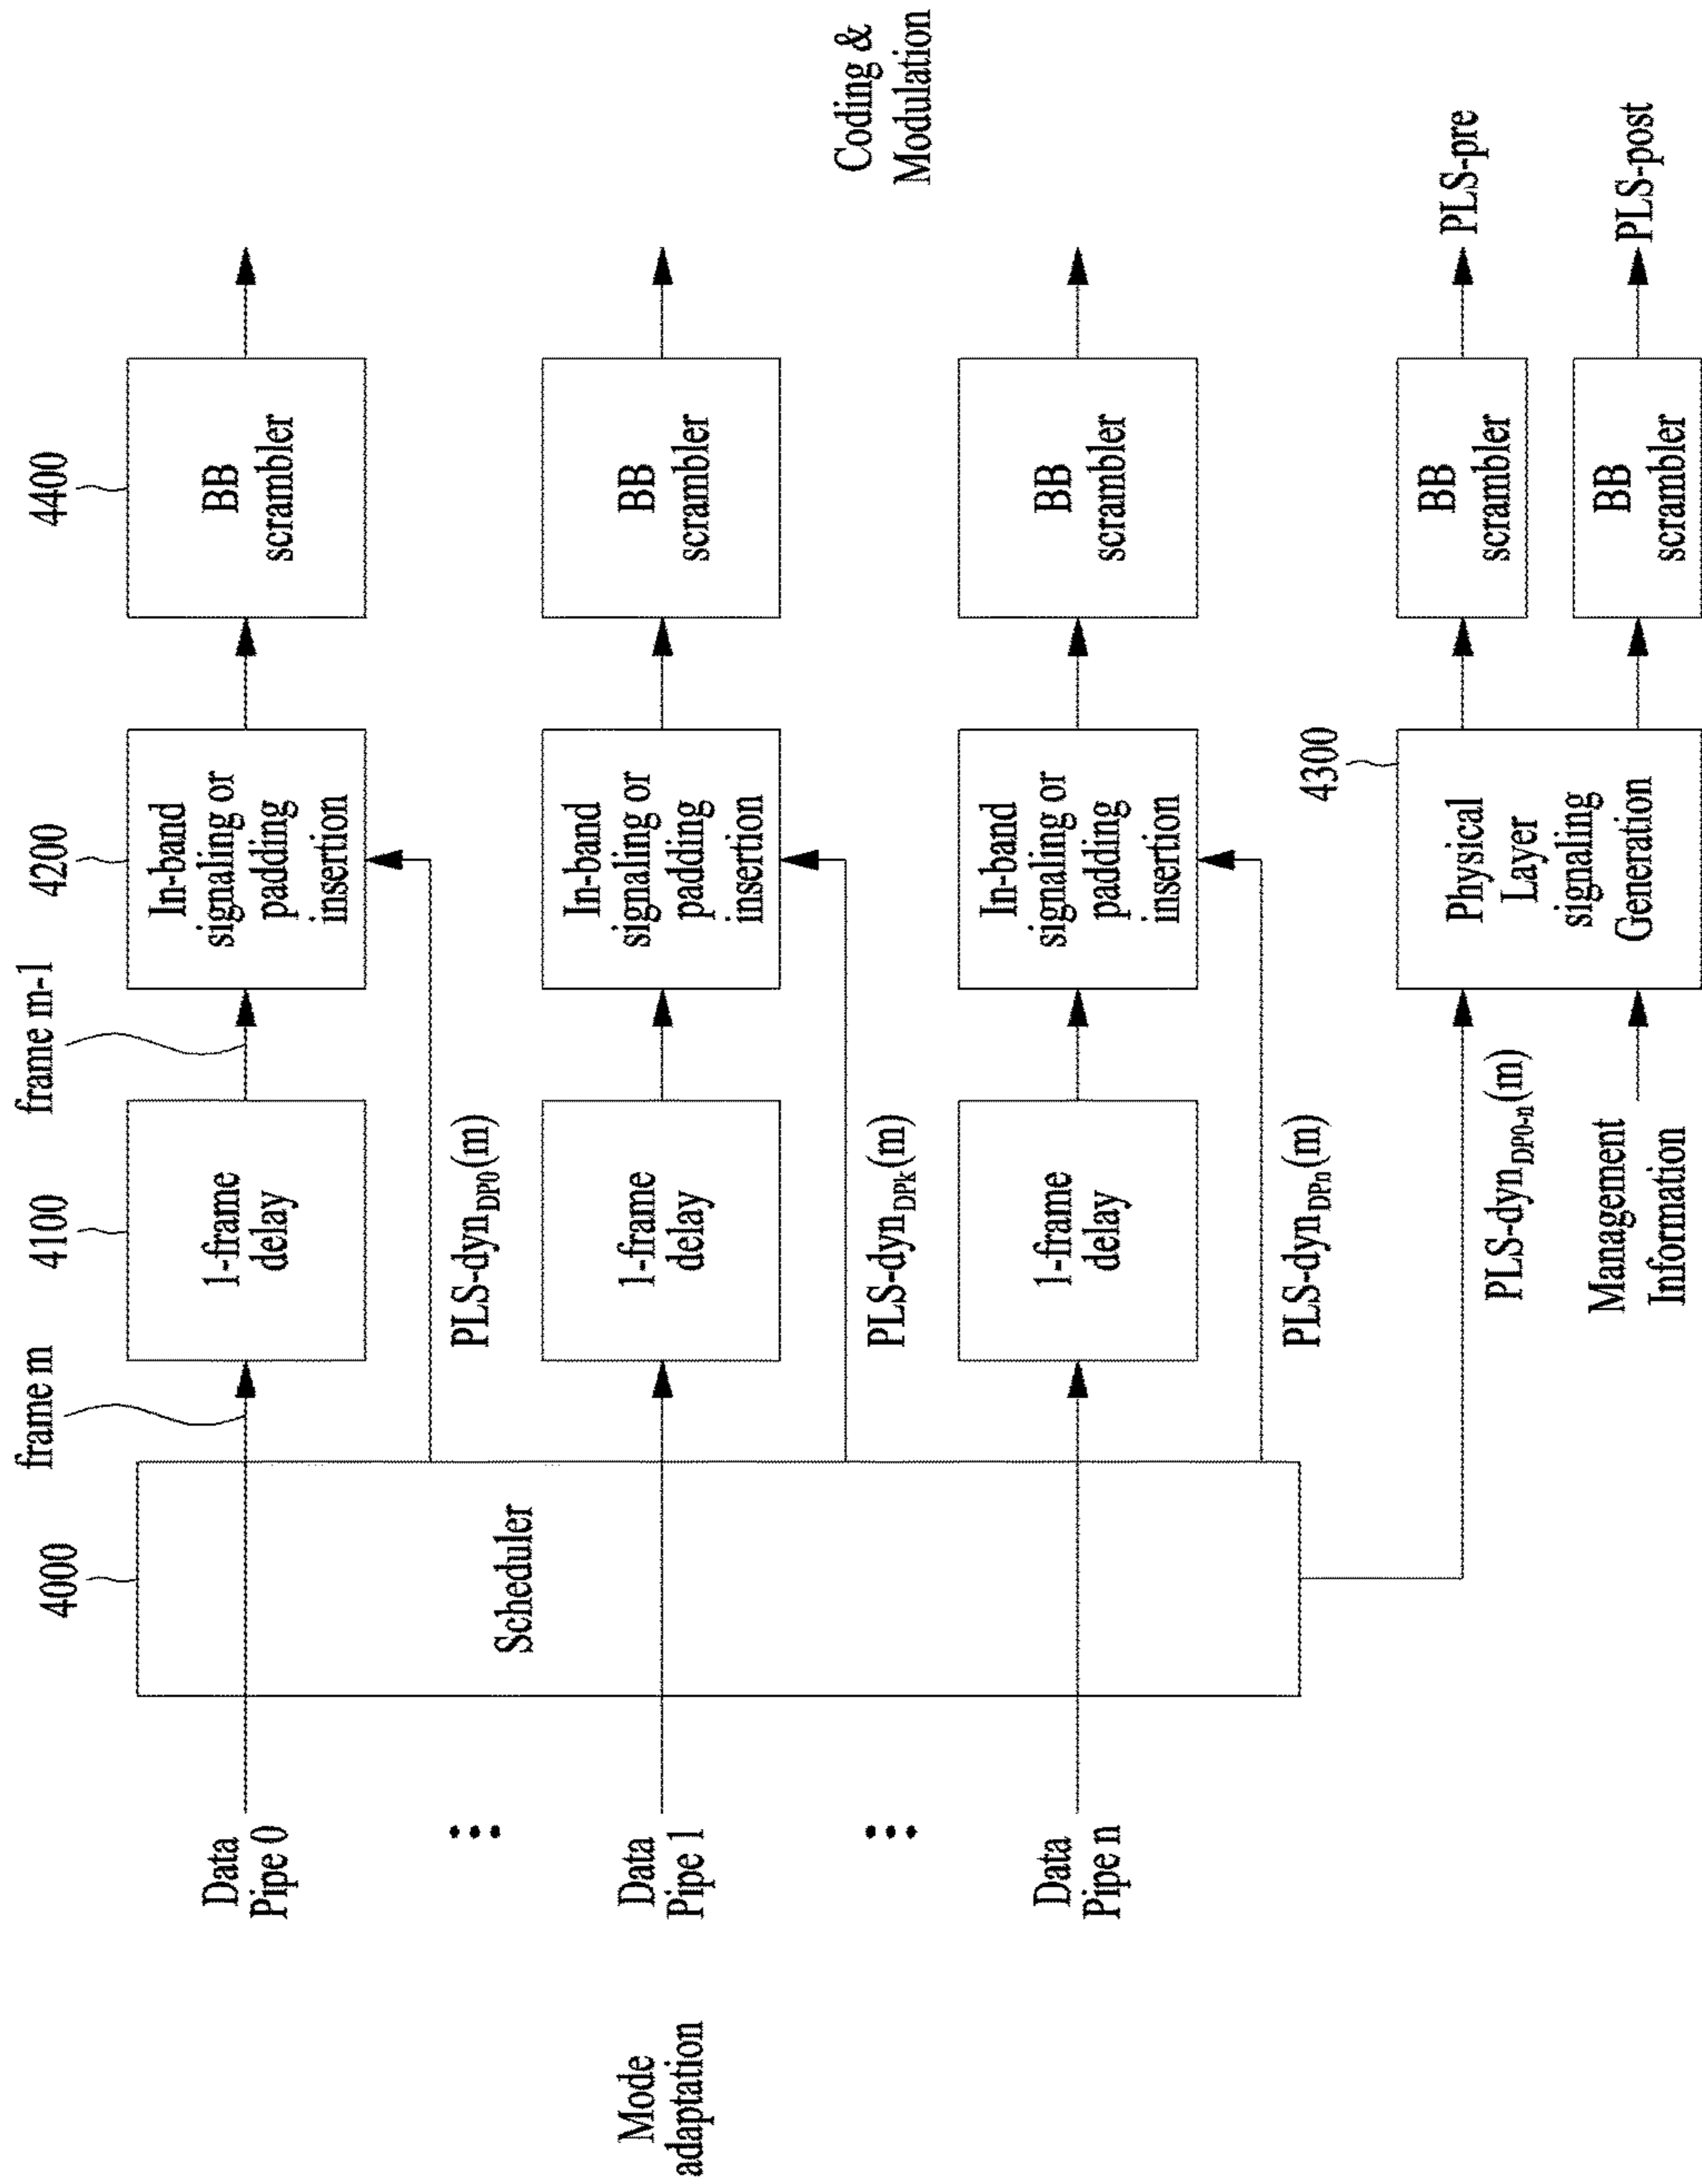 Mode
adaptation
Data
Pipe 0
Data
Pipe 1
Data
Pipe n
4000
Scheduler
frame m
4100
1-frame
delay
frame m-1
PLS-dynDP0(m)
4200
In-band
signaling or
padding
insertion
4400
BB
scrambler
1-frame
delay
PLS-dynDPk(m)
In-band
signaling or
padding
insertion
BB
scrambler
1-frame
delay
PLS-dynDPn(m)
In-band
signaling or
padding
insertion
BB
scrambler
Coding &
Modulation
PLS-dynDP0-n(m)
Management
Information
4300
Physical
Layer
signaling
Generation
BB
scrambler
PLS-pre
BB
scrambler
PLS-post